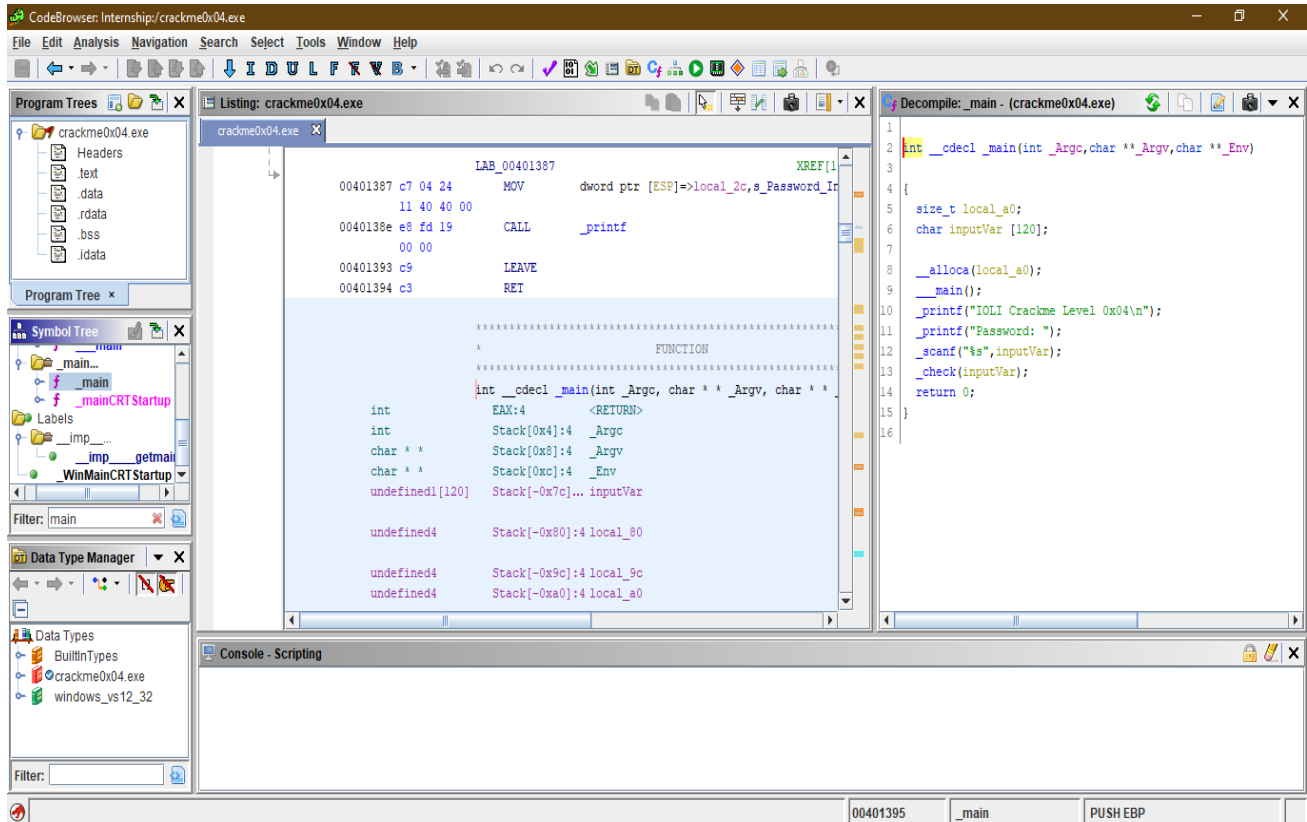 CodeBrowser: Internship:/crackme0x04.exe
File Edit Analysis Navigation Search Select Tools Window Help
I D U L F R V B
Program Trees
crackme0x04.exe
Headers
.text
.data
.rdata
.bss
.idata
Program Tree ×
Symbol Tree
___main
_main...
f _main
f _mainCRTStartup
Labels
__imp__...
__imp____getmai
_WinMainCRTStartup
Filter: main
Data Type Manager
Data Types
BuiltInTypes
crackme0x04.exe
windows_vs12_32
Filter:
Listing: crackme0x04.exe
crackme0x04.exe X
LAB_00401387 XREF[1
00401387 c7 04 24 MOV dword ptr [ESP]=>local_2c,s_Password_In
11 40 40 00
0040138e e8 fd 19 CALL _printf
00 00
00401393 c9 LEAVE
00401394 c3 RET
******************************************************
* FUNCTION
******************************************************
int __cdecl _main(int _Argc, char * * _Argv, char * * _
int EAX:4 <RETURN>
int Stack[0x4]:4 _Argc
char * * Stack[0x8]:4 _Argv
char * * Stack[0xc]:4 _Env
undefined1[120] Stack[-0x7c]... inputVar
undefined4 Stack[-0x80]:4 local_80
undefined4 Stack[-0x9c]:4 local_9c
undefined4 Stack[-0xa0]:4 local_a0
Decompile: _main - (crackme0x04.exe)
1
2 int __cdecl _main(int _Argc,char **_Argv,char **_Env)
3
4 {
5 size_t local_a0;
6 char inputVar [120];
7
8 __alloca(local_a0);
9 ___main();
10 _printf("IOLI Crackme Level 0x04\n");
11 _printf("Password: ");
12 _scanf("%s",inputVar);
13 _check(inputVar);
14 return 0;
15 }
16
Console - Scripting
00401395 _main PUSH EBP